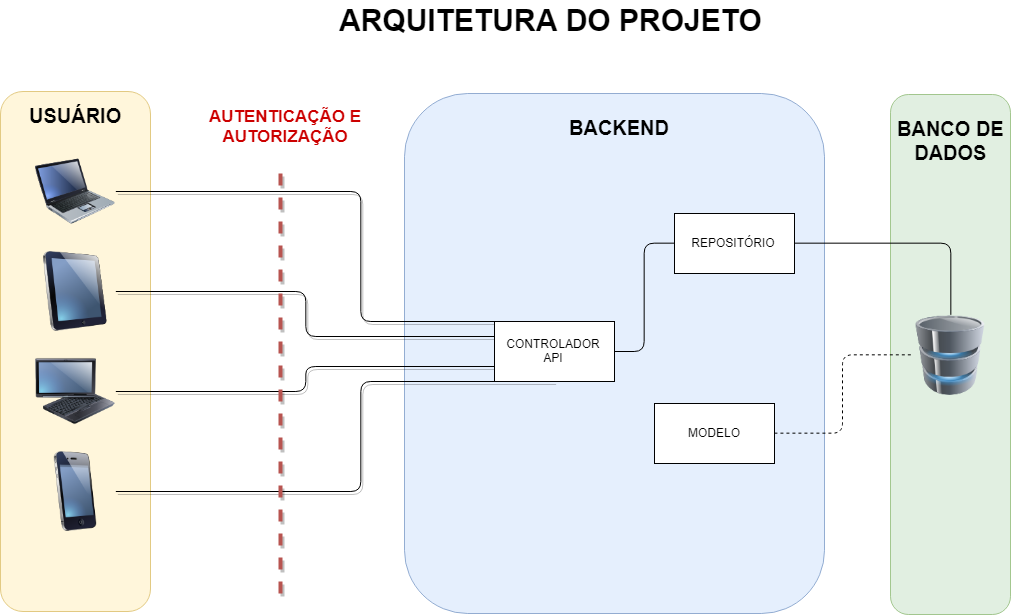 ARQUITETURA DO PROJETO
USUÁRIO
AUTENTICAÇÃO E
AUTORIZAÇÃO
BACKEND
BANCO DE
DADOS
REPOSITÓRIO
CONTROLADOR
API
MODELO